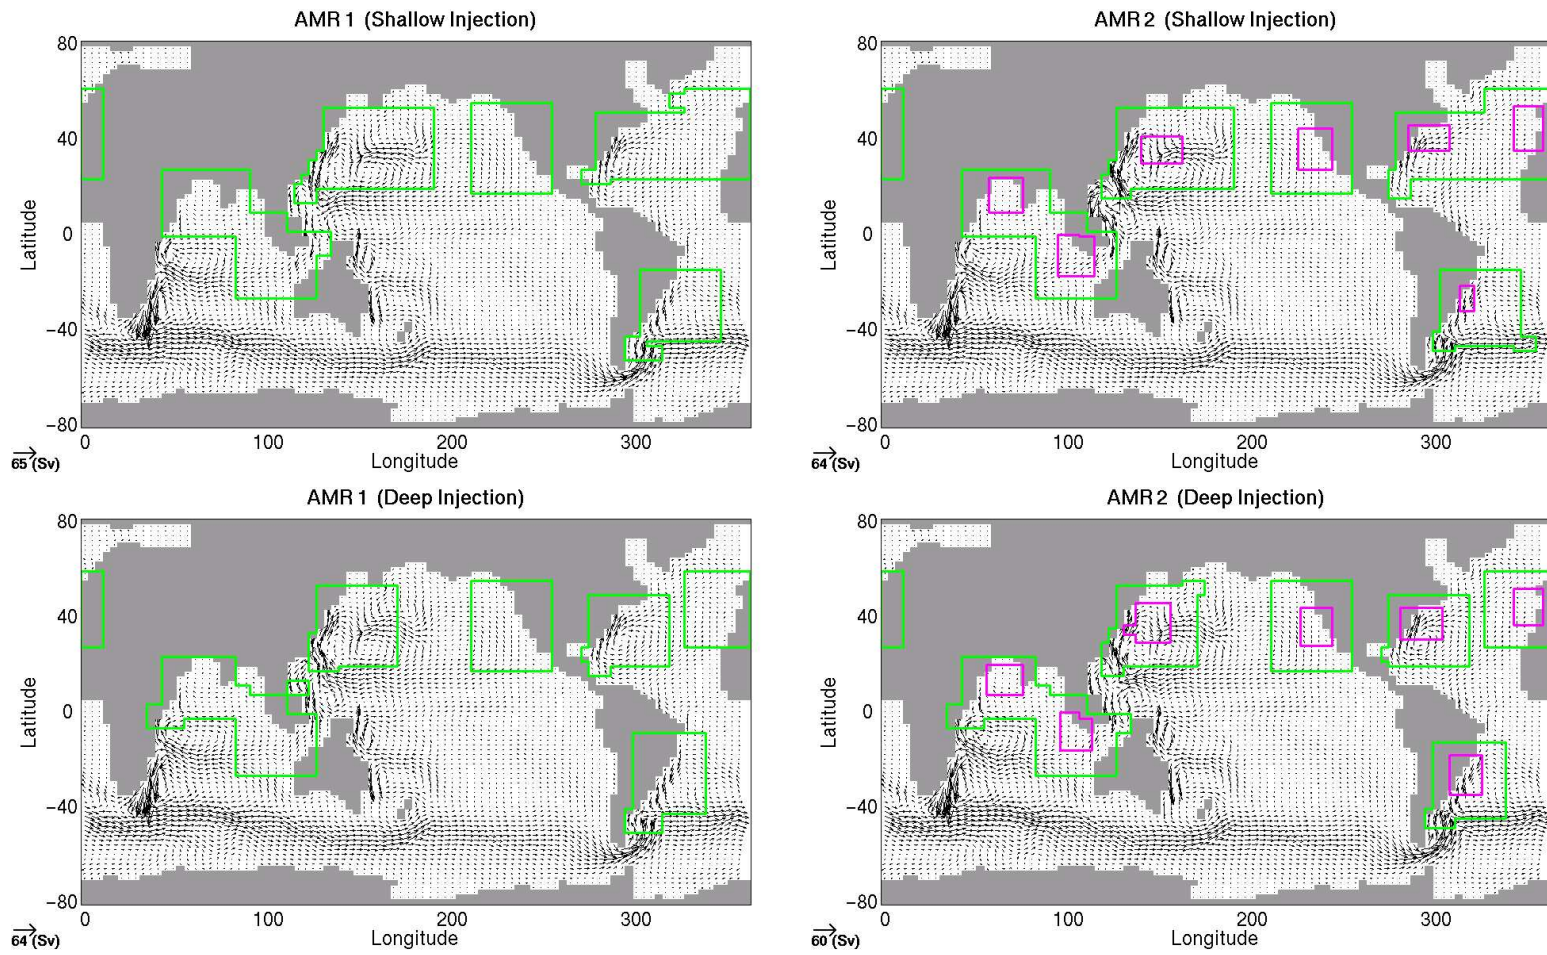 AMR 1 (Shallow Injection)
AMR 2 (Shallow Injection)
80
40
0
−40
−80
Latitude
0
100
200
300
Longitude
65 (Sv)
80
40
0
−40
−80
Latitude
0
100
200
300
Longitude
64 (Sv)
AMR 1 (Deep Injection)
AMR 2 (Deep Injection)
80
40
0
−40
−80
Latitude
0
100
200
300
Longitude
64 (Sv)
80
40
0
−40
−80
Latitude
0
100
200
300
Longitude
60 (Sv)